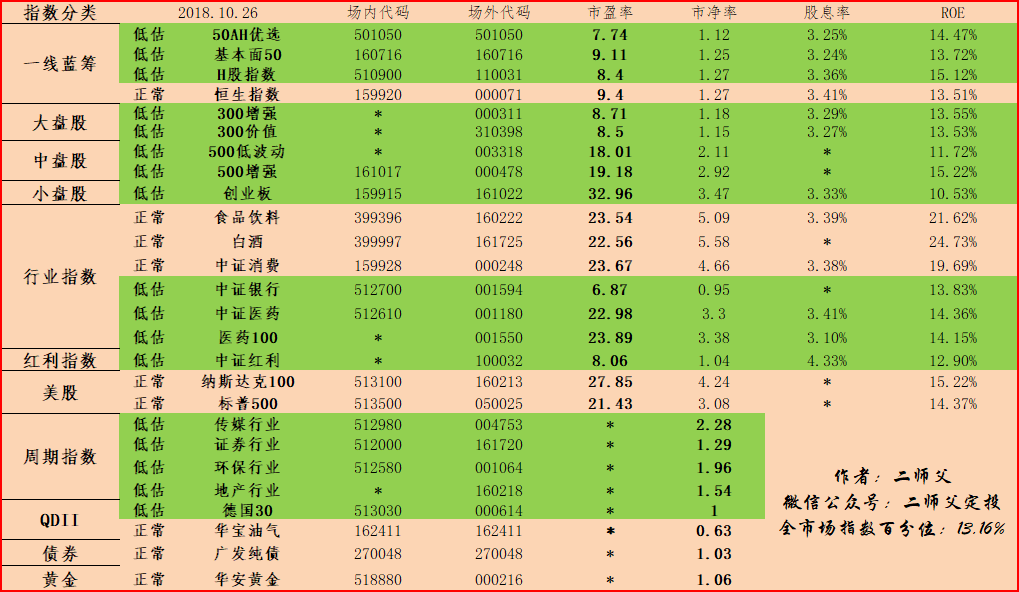 指数分类 2018.10.26 场内代码 场外代码 市盈率 市净率 股息率 ROE
一线蓝筹
低估 50AH优选 501050 501050 7.74 1.12 3.25% 14.47%
低估 基本面50 160716 160716 9.11 1.25 3.24% 13.72%
低估 H股指数 510900 110031 8.4 1.27 3.36% 15.12%
正常 恒生指数 159920 000071 9.4 1.27 3.41% 13.51%
大盘股
低估 300增强 * 000311 8.71 1.18 3.29% 13.55%
低估 300价值 * 310398 8.5 1.15 3.27% 13.53%
中盘股
低估 500低波动 * 003318 18.01 2.11 * 11.72%
低估 500增强 161017 000478 19.18 2.92 * 15.22%
小盘股 低估 创业板 159915 161022 32.96 3.47 3.33% 10.53%
行业指数
正常 食品饮料 399396 160222 23.54 5.09 3.39% 21.62%
正常 白酒 399997 161725 22.56 5.58 * 24.73%
正常 中证消费 159928 000248 23.67 4.66 3.38% 19.69%
低估 中证银行 512700 001594 6.87 0.95 * 13.83%
低估 中证医药 512610 001180 22.98 3.3 3.41% 14.36%
低估 医药100 * 001550 23.89 3.38 3.10% 14.15%
红利指数 低估 中证红利 * 100032 8.06 1.04 4.33% 12.90%
美股
正常 纳斯达克100 513100 160213 27.85 4.24 * 15.22%
正常 标普500 513500 050025 21.43 3.08 * 14.37%
周期指数
低估 传媒行业 512980 004753 * 2.28
低估 证券行业 512000 161720 * 1.29
低估 环保行业 512580 001064 * 1.96
低估 地产行业 * 160218 * 1.54
QDII
低估 德国30 513030 000614 * 1
正常 华宝油气 162411 162411 * 0.63
债券 正常 广发纯债 270048 270048 * 1.03
黄金 正常 华安黄金 518880 000216 * 1.06
作者：二师父
微信公众号：二师父定投
全市场指数百分位：13.16%